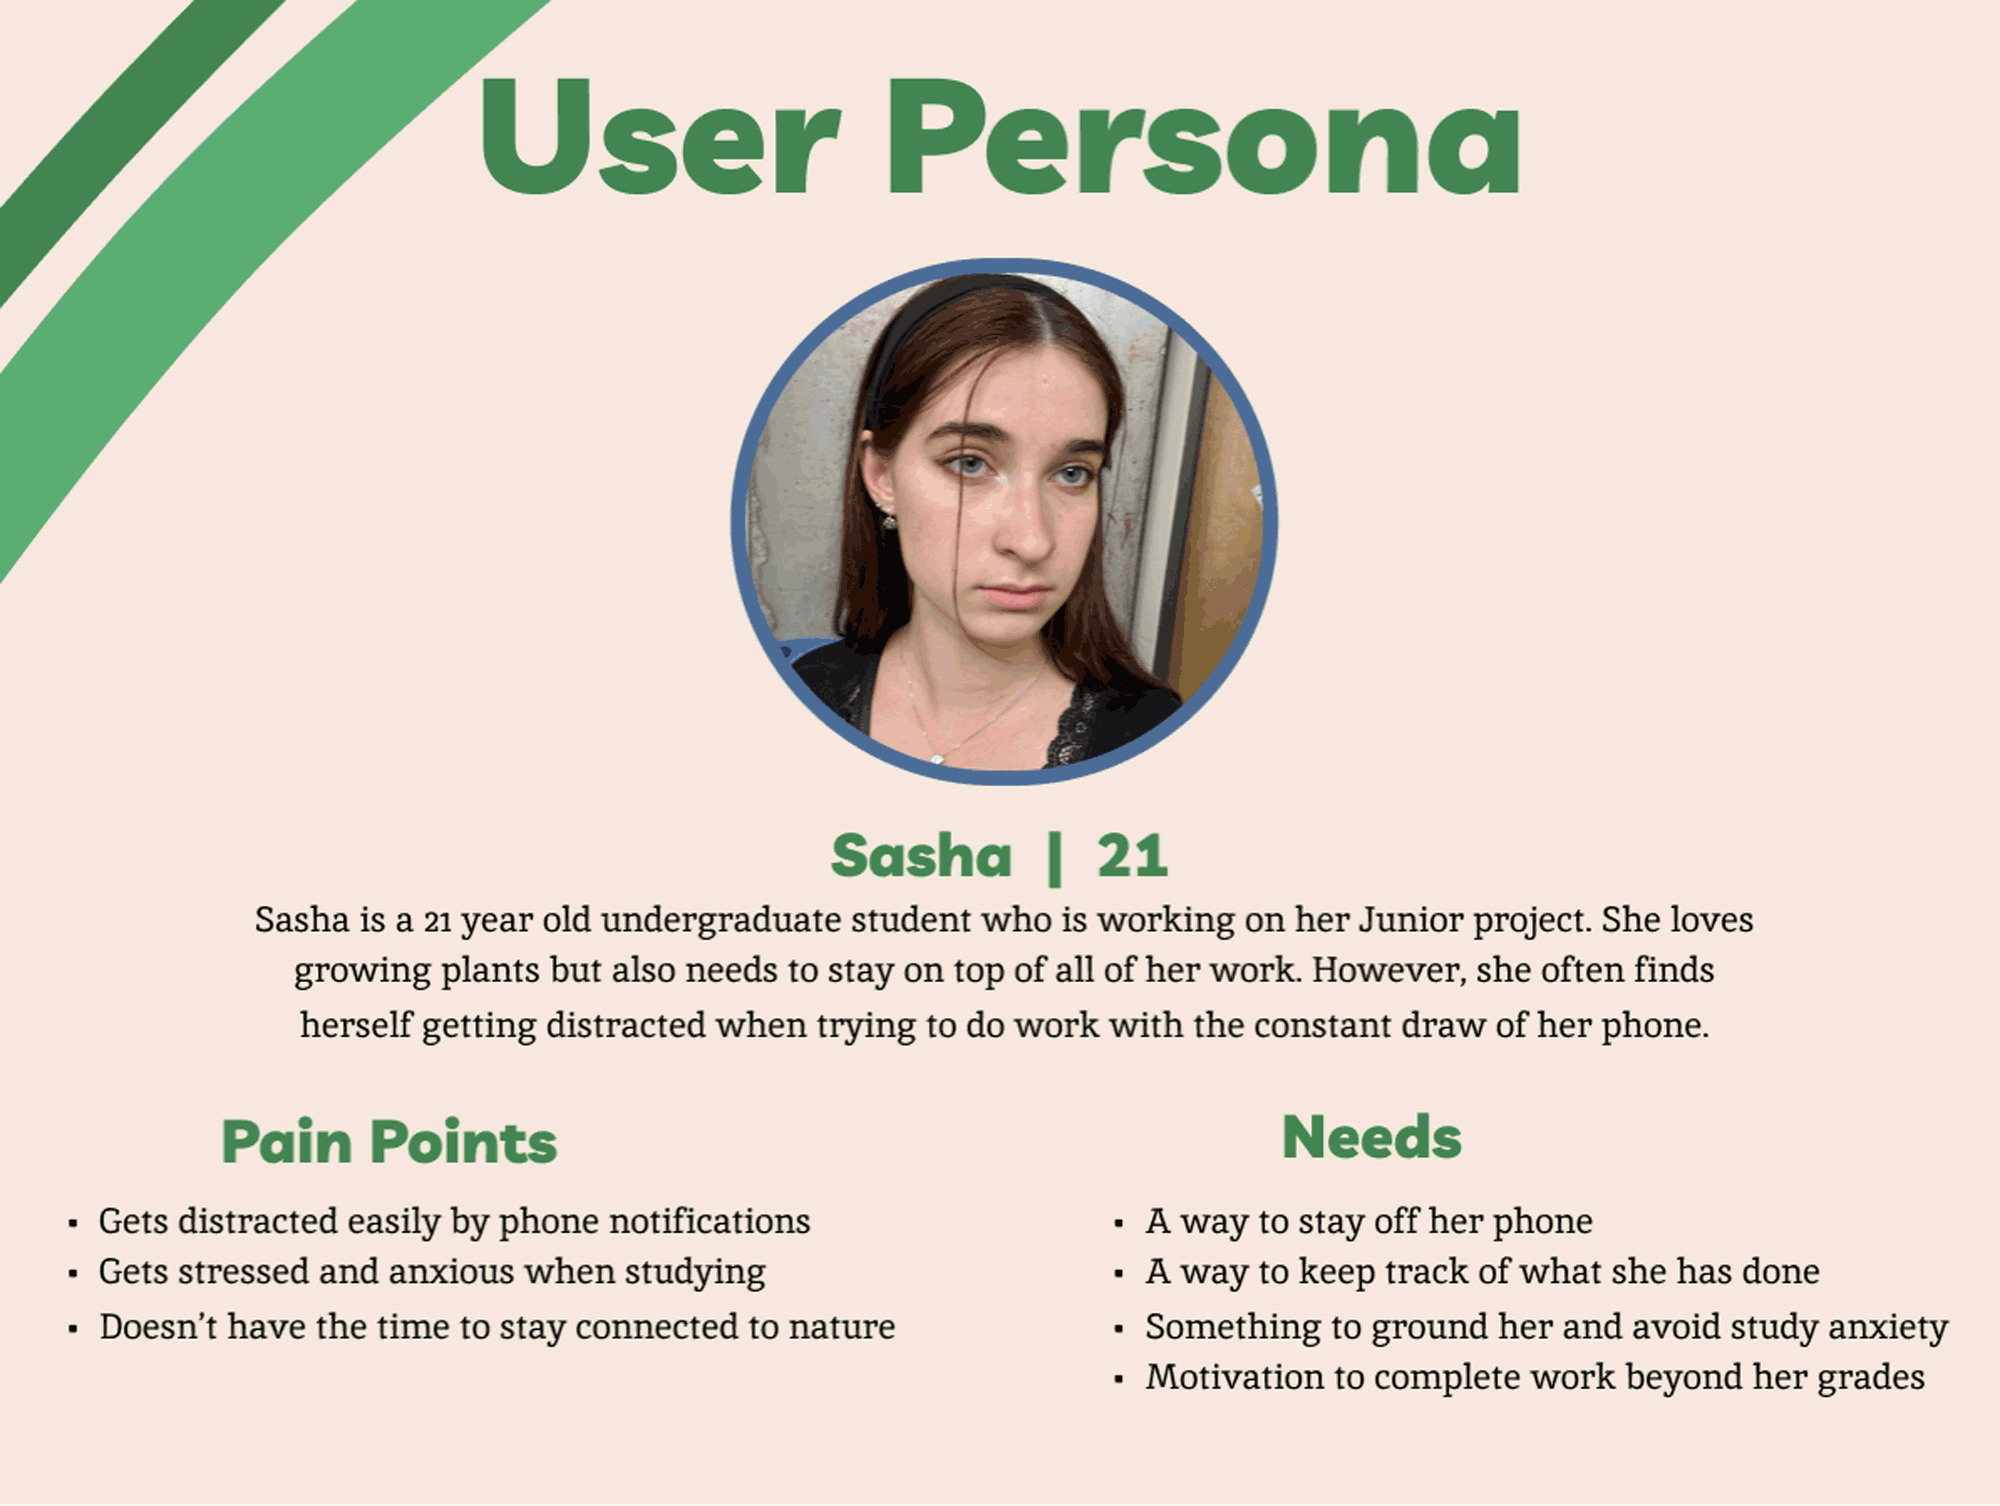 User Persona
Sasha | 21
Sasha is a 21 year old undergraduate student who is working on her Junior project. She loves
growing plants but also needs to stay on top of all of her work. However, she often finds
herself getting distracted when trying to do work with the constant draw of her phone.
Pain Points
▪ Gets distracted easily by phone notifications
▪ Gets stressed and anxious when studying
▪ Doesn’t have the time to stay connected to nature
Needs
▪ A way to stay off her phone
▪ A way to keep track of what she has done
▪ Something to ground her and avoid study anxiety
▪ Motivation to complete work beyond her grades